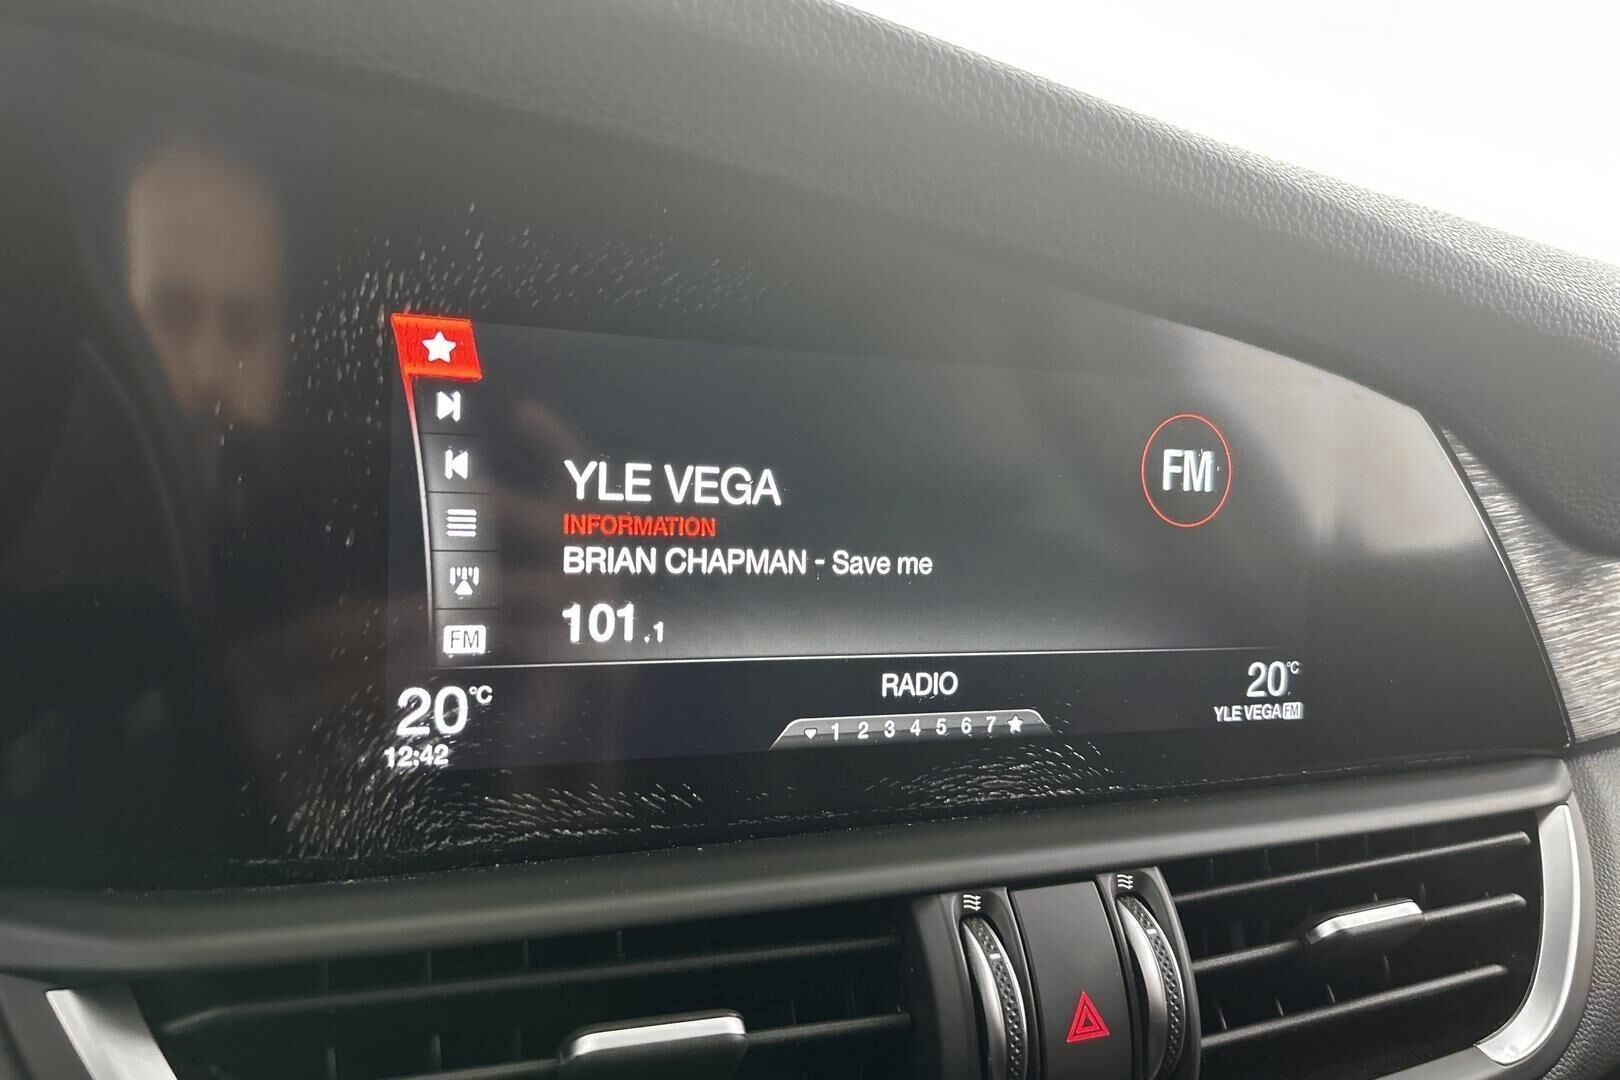 YLE VEGA
FM
INFORMATION
BRIAN CHAPMAN - Save me
101.1
FM
20°C
12:42
RADIO
1 2 3 4 5 6 7
20°C
YLE VEGA FM